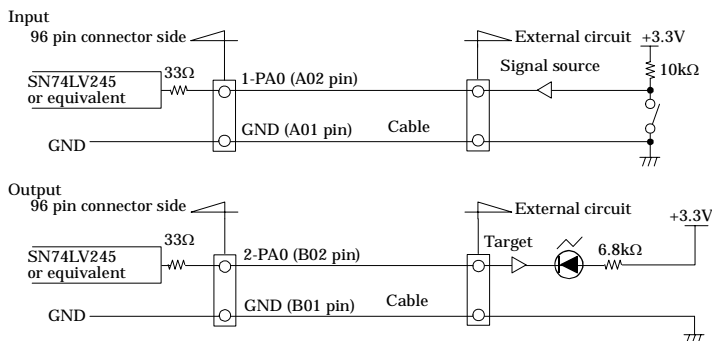 Input
96 pin connector side
External circuit
+3.3V
33Ω
1-PA0 (A02 pin)
Signal source
10kΩ
SN74LV245
or equivalent
GND (A01 pin)
Cable
GND
Output
96 pin connector side
External circuit
+3.3V
33Ω
2-PA0 (B02 pin)
Target
6.8kΩ
SN74LV245
or equivalent
GND (B01 pin)
Cable
GND